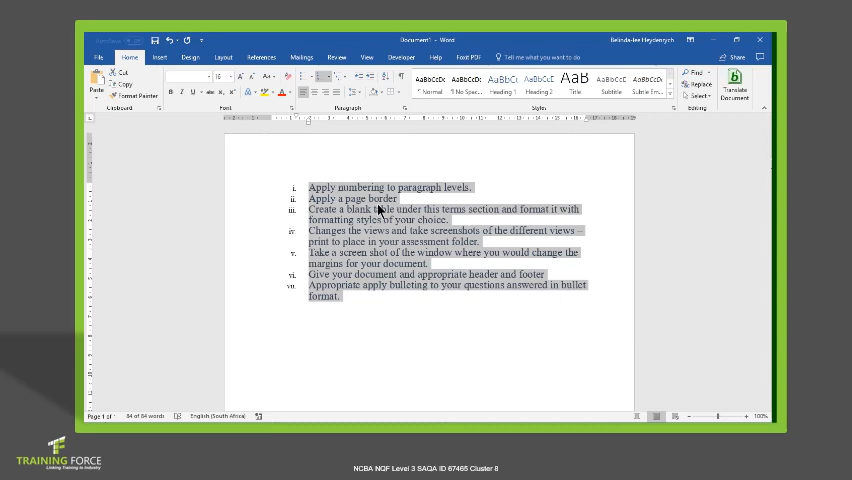 Document1 - Word
Belinda-lee Heydenrych
File Home Insert Design Layout References Mailings Review View Developer Help Foxit PDF Tell me what you want to do Share
Paste
Cut
Copy
Format Painter
16
AaBbCcDc AaBbCcDc AaBbC AaBbCcC AaB AaBbCcD AaBbCcDc
¶ Normal ¶ No Spac... Heading 1 Heading 2 Title Subtitle Subtle Em...
Find
Replace
Select
Translate
Document
Clipboard Font Paragraph Styles Editing
i. Apply numbering to paragraph levels.
ii. Apply a page border
iii. Create a blank table under this terms section and format it with
formatting styles of your choice.
iv. Changes the views and take screenshots of the different views –
print to place in your assessment folder.
v. Take a screen shot of the window where you would change the
margins for your document.
vi. Give your document and appropriate header and footer
vii. Appropriate apply bulleting to your questions answered in bullet
format.
Page 1 of 1 84 of 84 words English (South Africa) 100%
TRAINING FORCE
Linking Training to Industry
NCBA NQF Level 3 SAQA ID 67465 Cluster 8